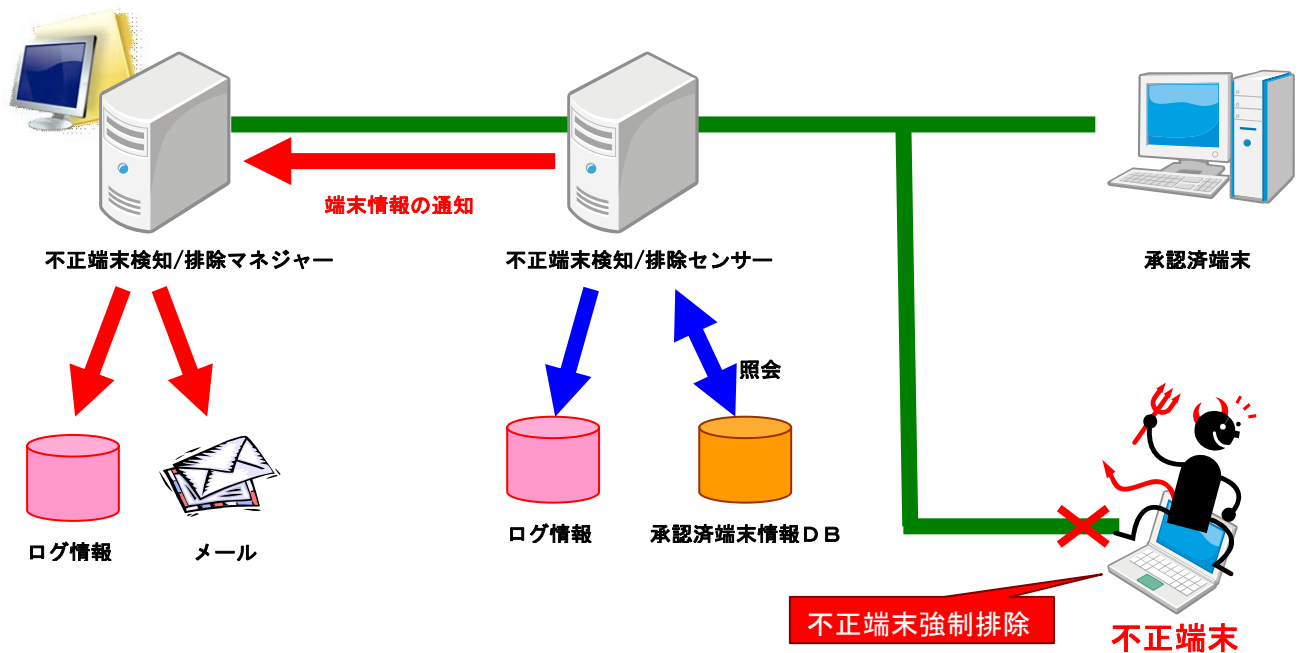 端末情報の通知
不正端末検知/排除マネジャー
不正端末検知/排除センサー
承認済端末
照会
ログ情報
メール
ログ情報
承認済端末情報ＤＢ
不正端末強制排除
不正端末